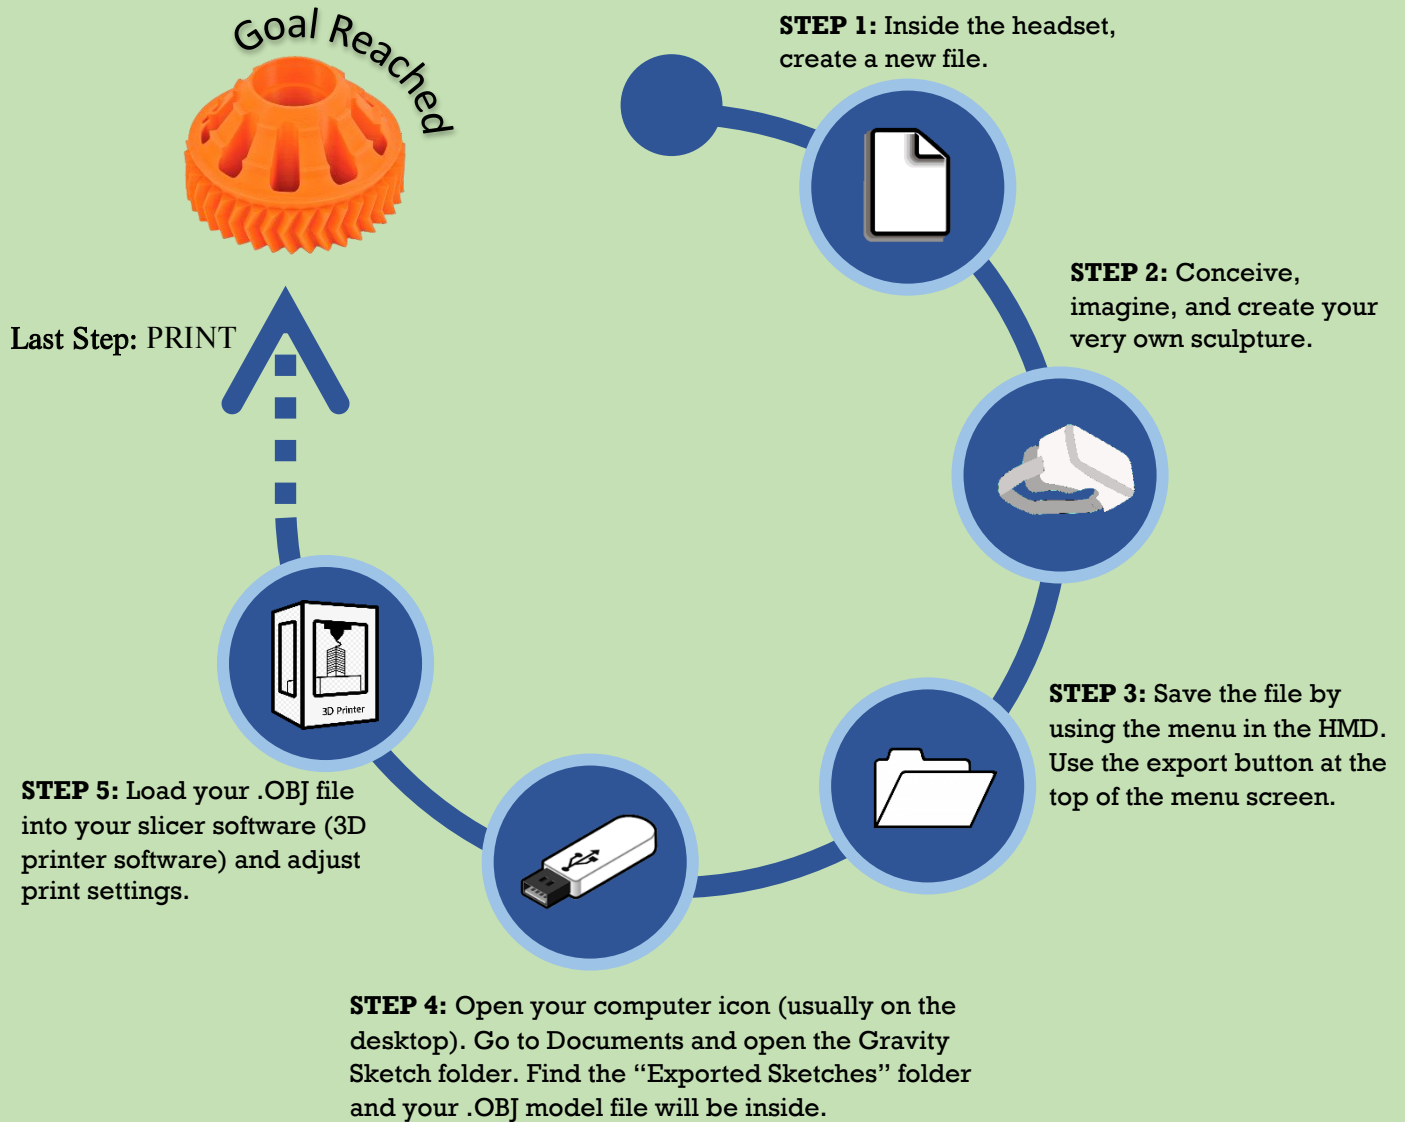 Goal Reached
STEP 1: Inside the headset,
create a new file.
STEP 2: Conceive,
imagine, and create your
very own sculpture.
Last Step: PRINT
STEP 3: Save the file by
using the menu in the HMD.
Use the export button at the
top of the menu screen.
3D Printer
STEP 5: Load your .OBJ file
into your slicer software (3D
printer software) and adjust
print settings.
STEP 4: Open your computer icon (usually on the
desktop). Go to Documents and open the Gravity
Sketch folder. Find the “Exported Sketches” folder
and your .OBJ model file will be inside.